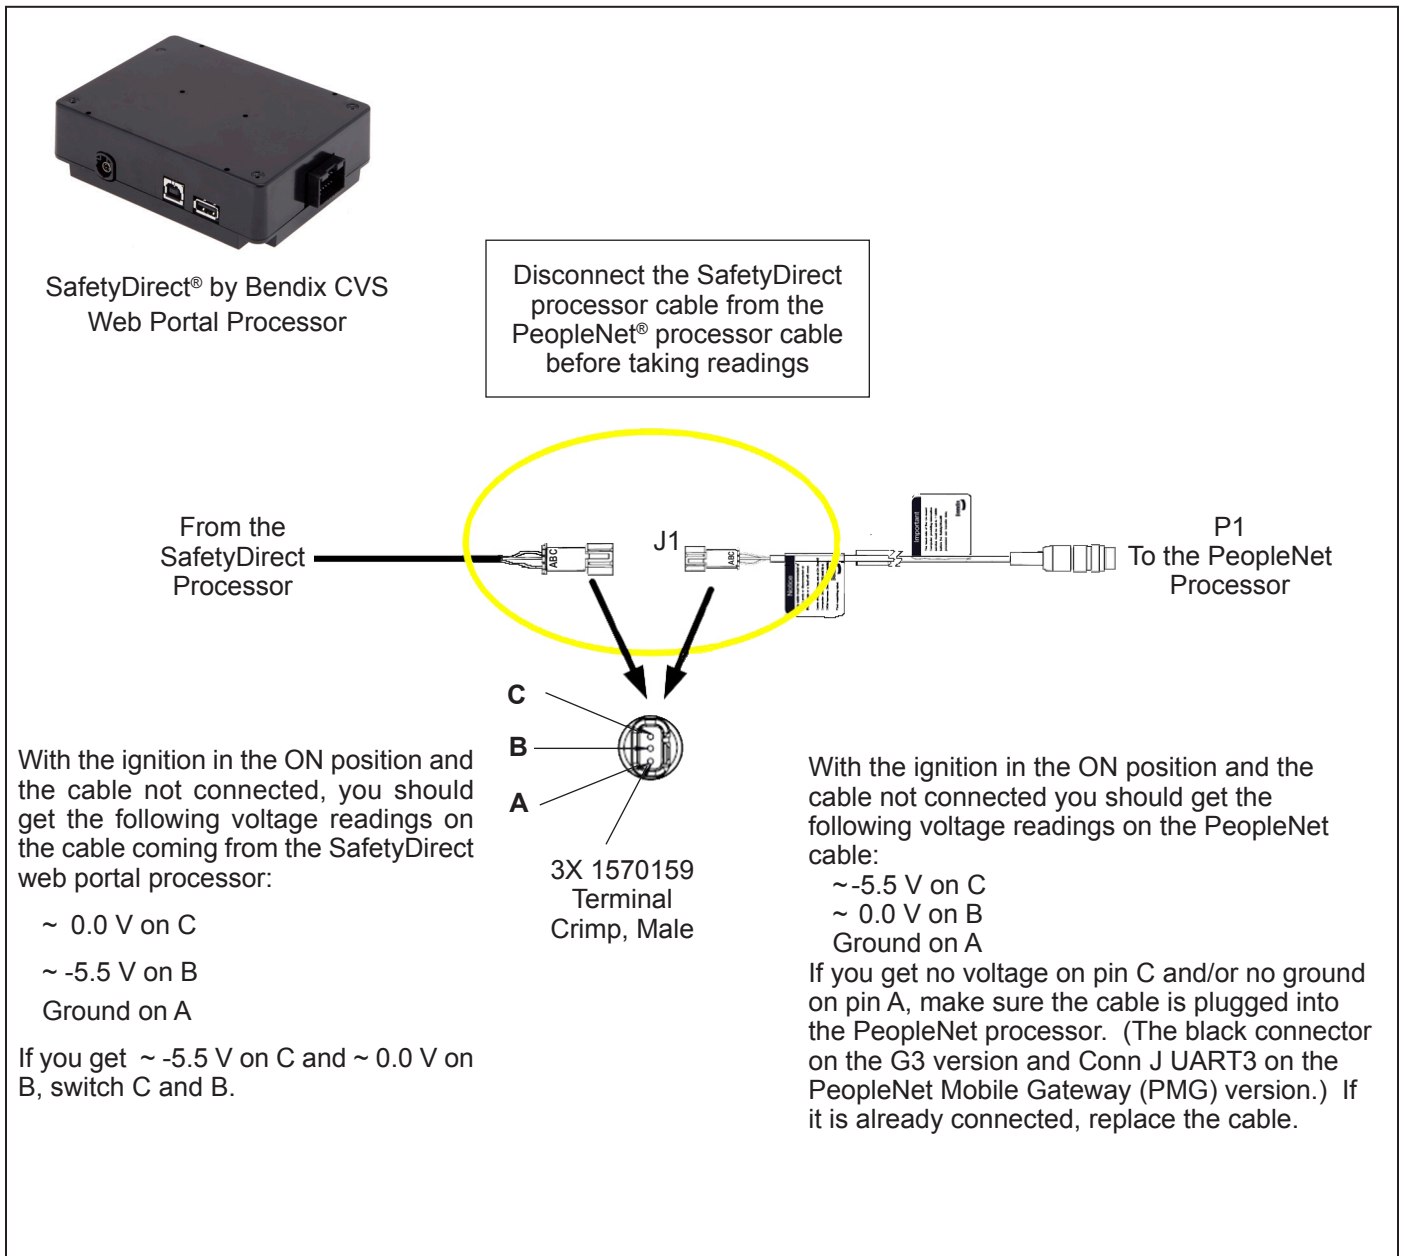 SafetyDirect® by Bendix CVS
Web Portal Processor
Disconnect the SafetyDirect
processor cable from the
PeopleNet® processor cable
before taking readings
From the
SafetyDirect
Processor
ABC
J1
ABC
Notice
Important
Bendix
P1
To the PeopleNet
Processor
C
B
A
3X 1570159
Terminal
Crimp, Male
With the ignition in the ON position and
the cable not connected, you should
get the following voltage readings on
the cable coming from the SafetyDirect
web portal processor:
~ 0.0 V on C
~ -5.5 V on B
Ground on A
If you get ~ -5.5 V on C and ~ 0.0 V on
B, switch C and B.
With the ignition in the ON position and the
cable not connected you should get the
following voltage readings on the PeopleNet
cable:
~-5.5 V on C
~ 0.0 V on B
Ground on A
If you get no voltage on pin C and/or no ground
on pin A, make sure the cable is plugged into
the PeopleNet processor. (The black connector
on the G3 version and Conn J UART3 on the
PeopleNet Mobile Gateway (PMG) version.) If
it is already connected, replace the cable.